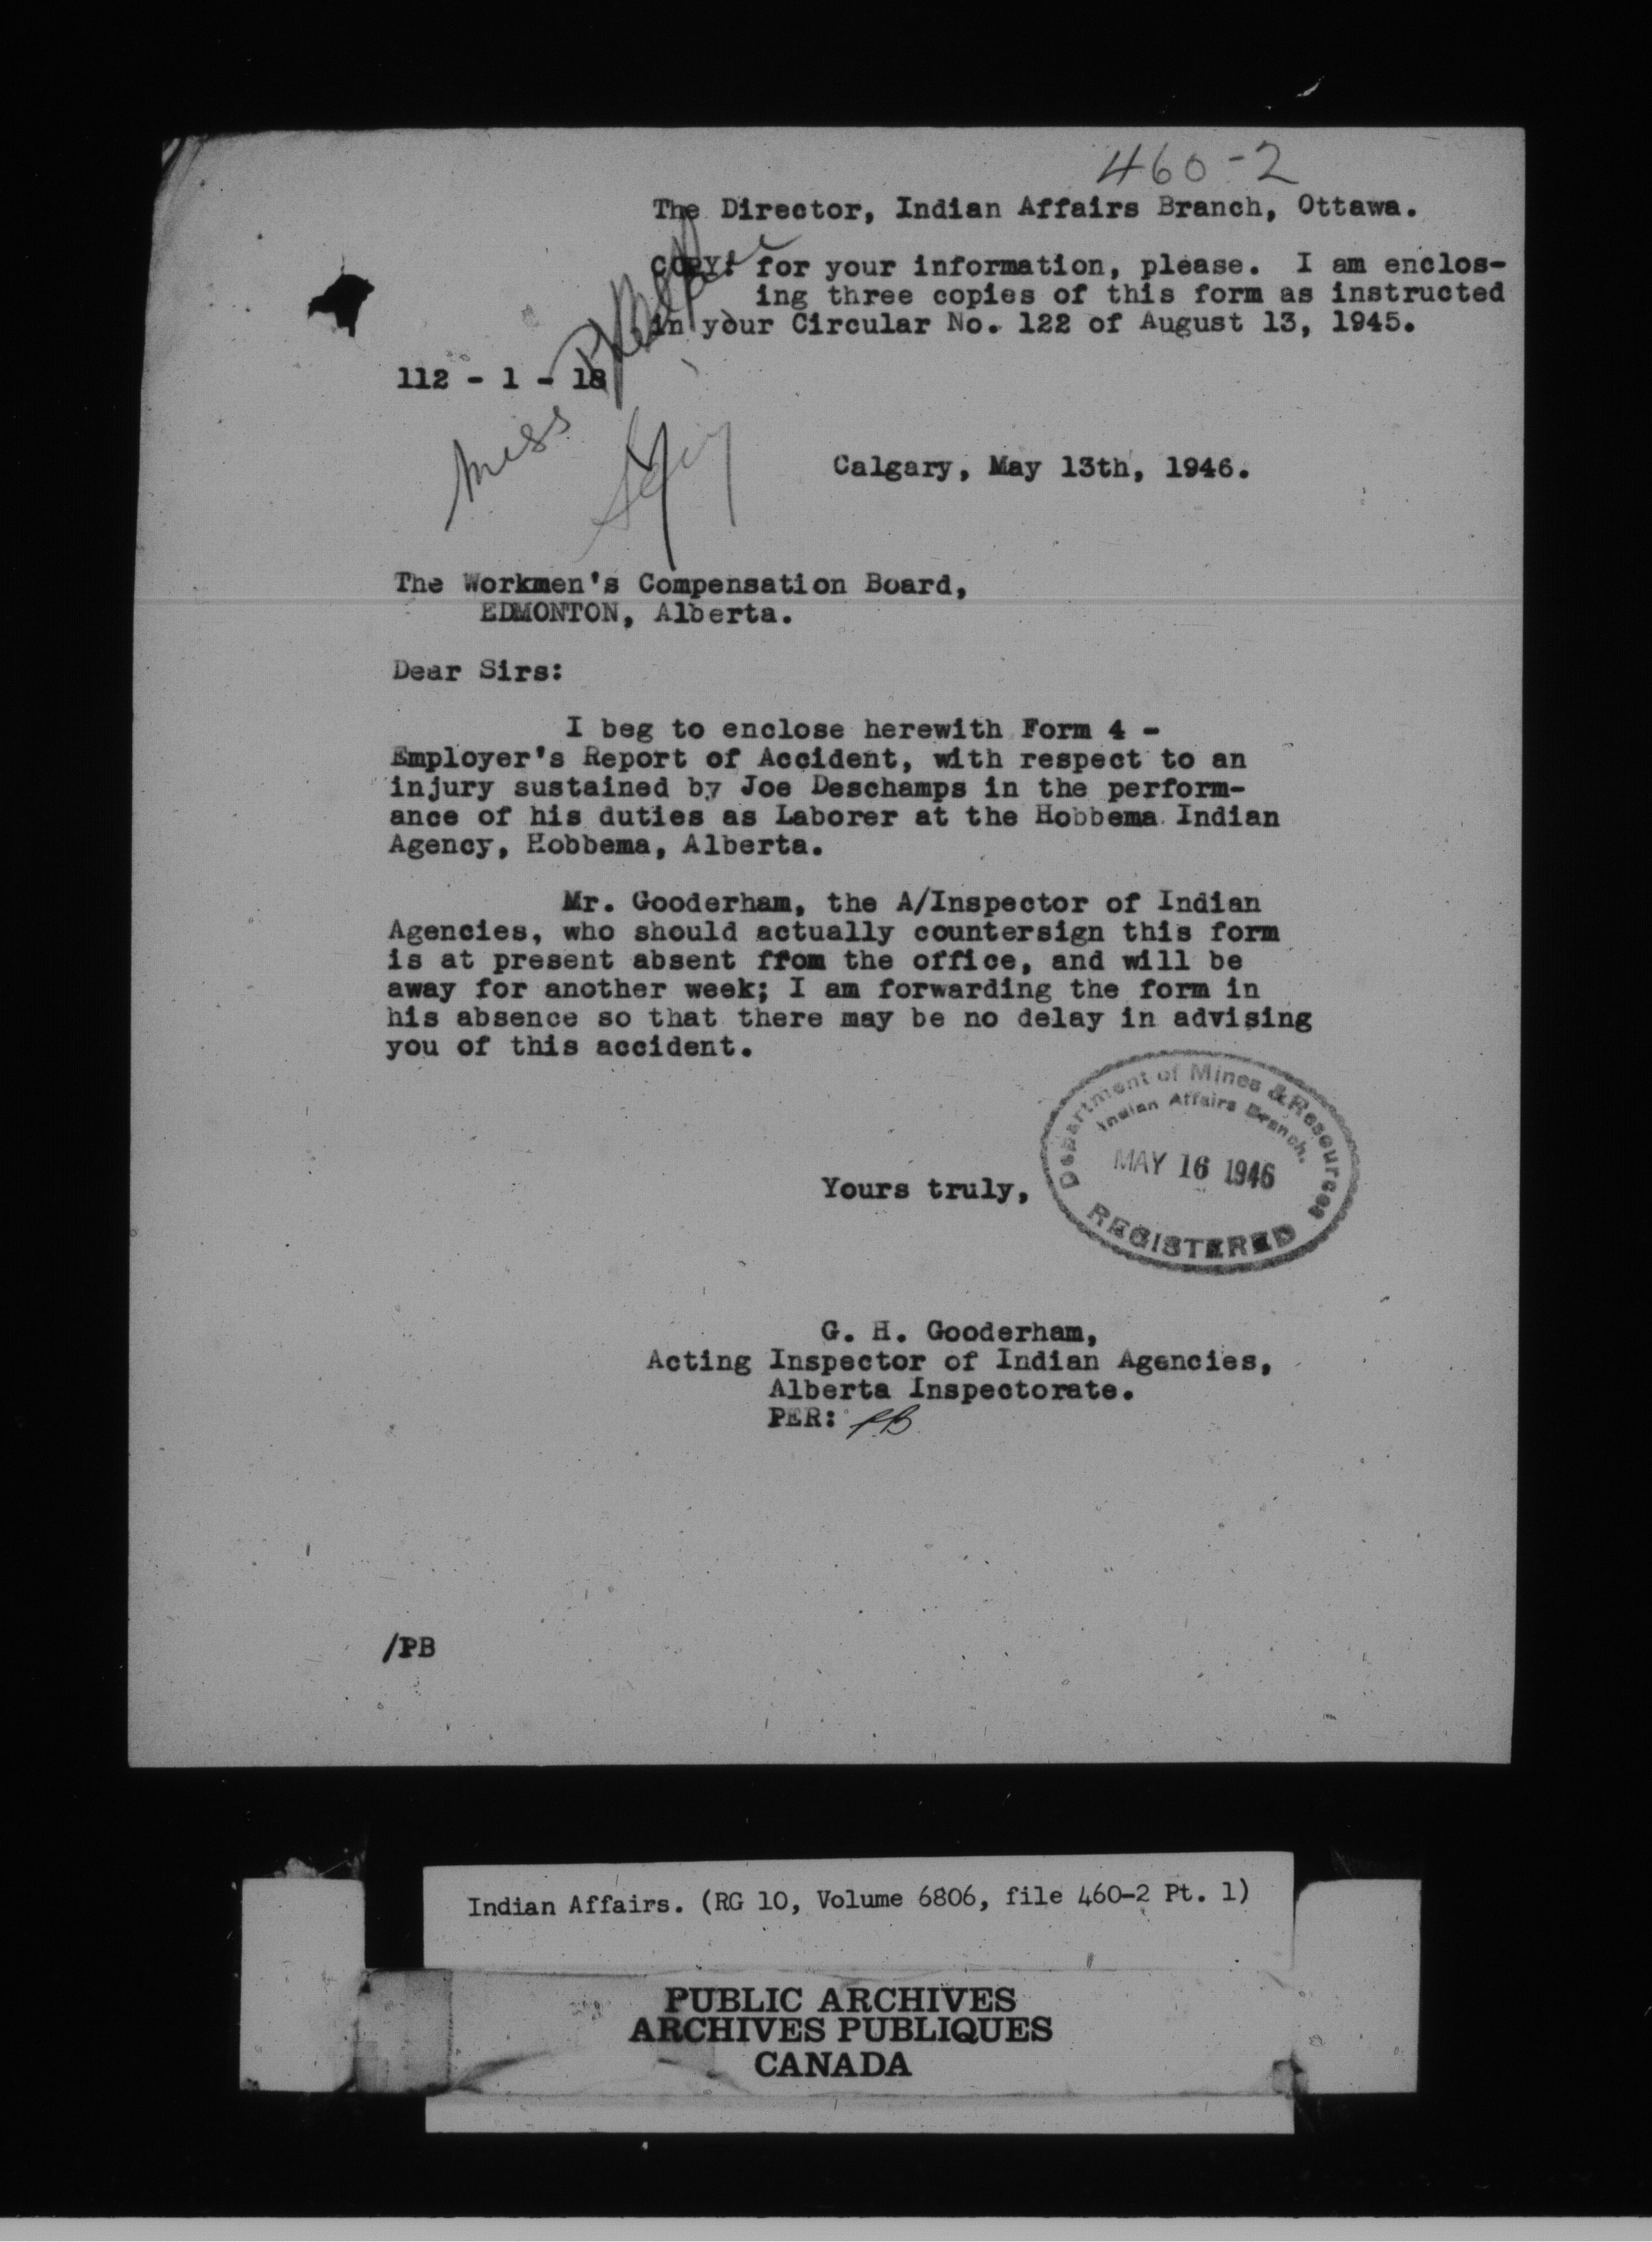 460-2
The Director, Indian Affairs Branch, Ottawa.
COPY: for your information, please. I am enclos-
ing three copies of this form as instructed
in your Circular No. 122 of August 13, 1945.
112 - 1 - 18
Miss
Calgary, May 13th, 1946.
The Workmen's Compensation Board,
EDMONTON, Alberta.
Dear Sirs:
I beg to enclose herewith Form 4 -
Employer's Report of Accident, with respect to an
injury sustained by Joe Deschamps in the perform-
ance of his duties as Laborer at the Hobbema Indian
Agency, Hobbema, Alberta.
Mr. Gooderham, the A/Inspector of Indian
Agencies, who should actually countersign this form
is at present absent ffom the office, and will be
away for another week; I am forwarding the form in
his absence so that there may be no delay in advising
you of this accident.
Department of Mines & Resources
Indian Affairs Branch.
MAY 16 1946
REGISTERED
Yours truly,
G. H. Gooderham,
Acting Inspector of Indian Agencies,
Alberta Inspectorate.
PER: PB
/PB
Indian Affairs. (RG 10, Volume 6806, file 460-2 Pt. 1)
PUBLIC ARCHIVES
ARCHIVES PUBLIQUES
CANADA